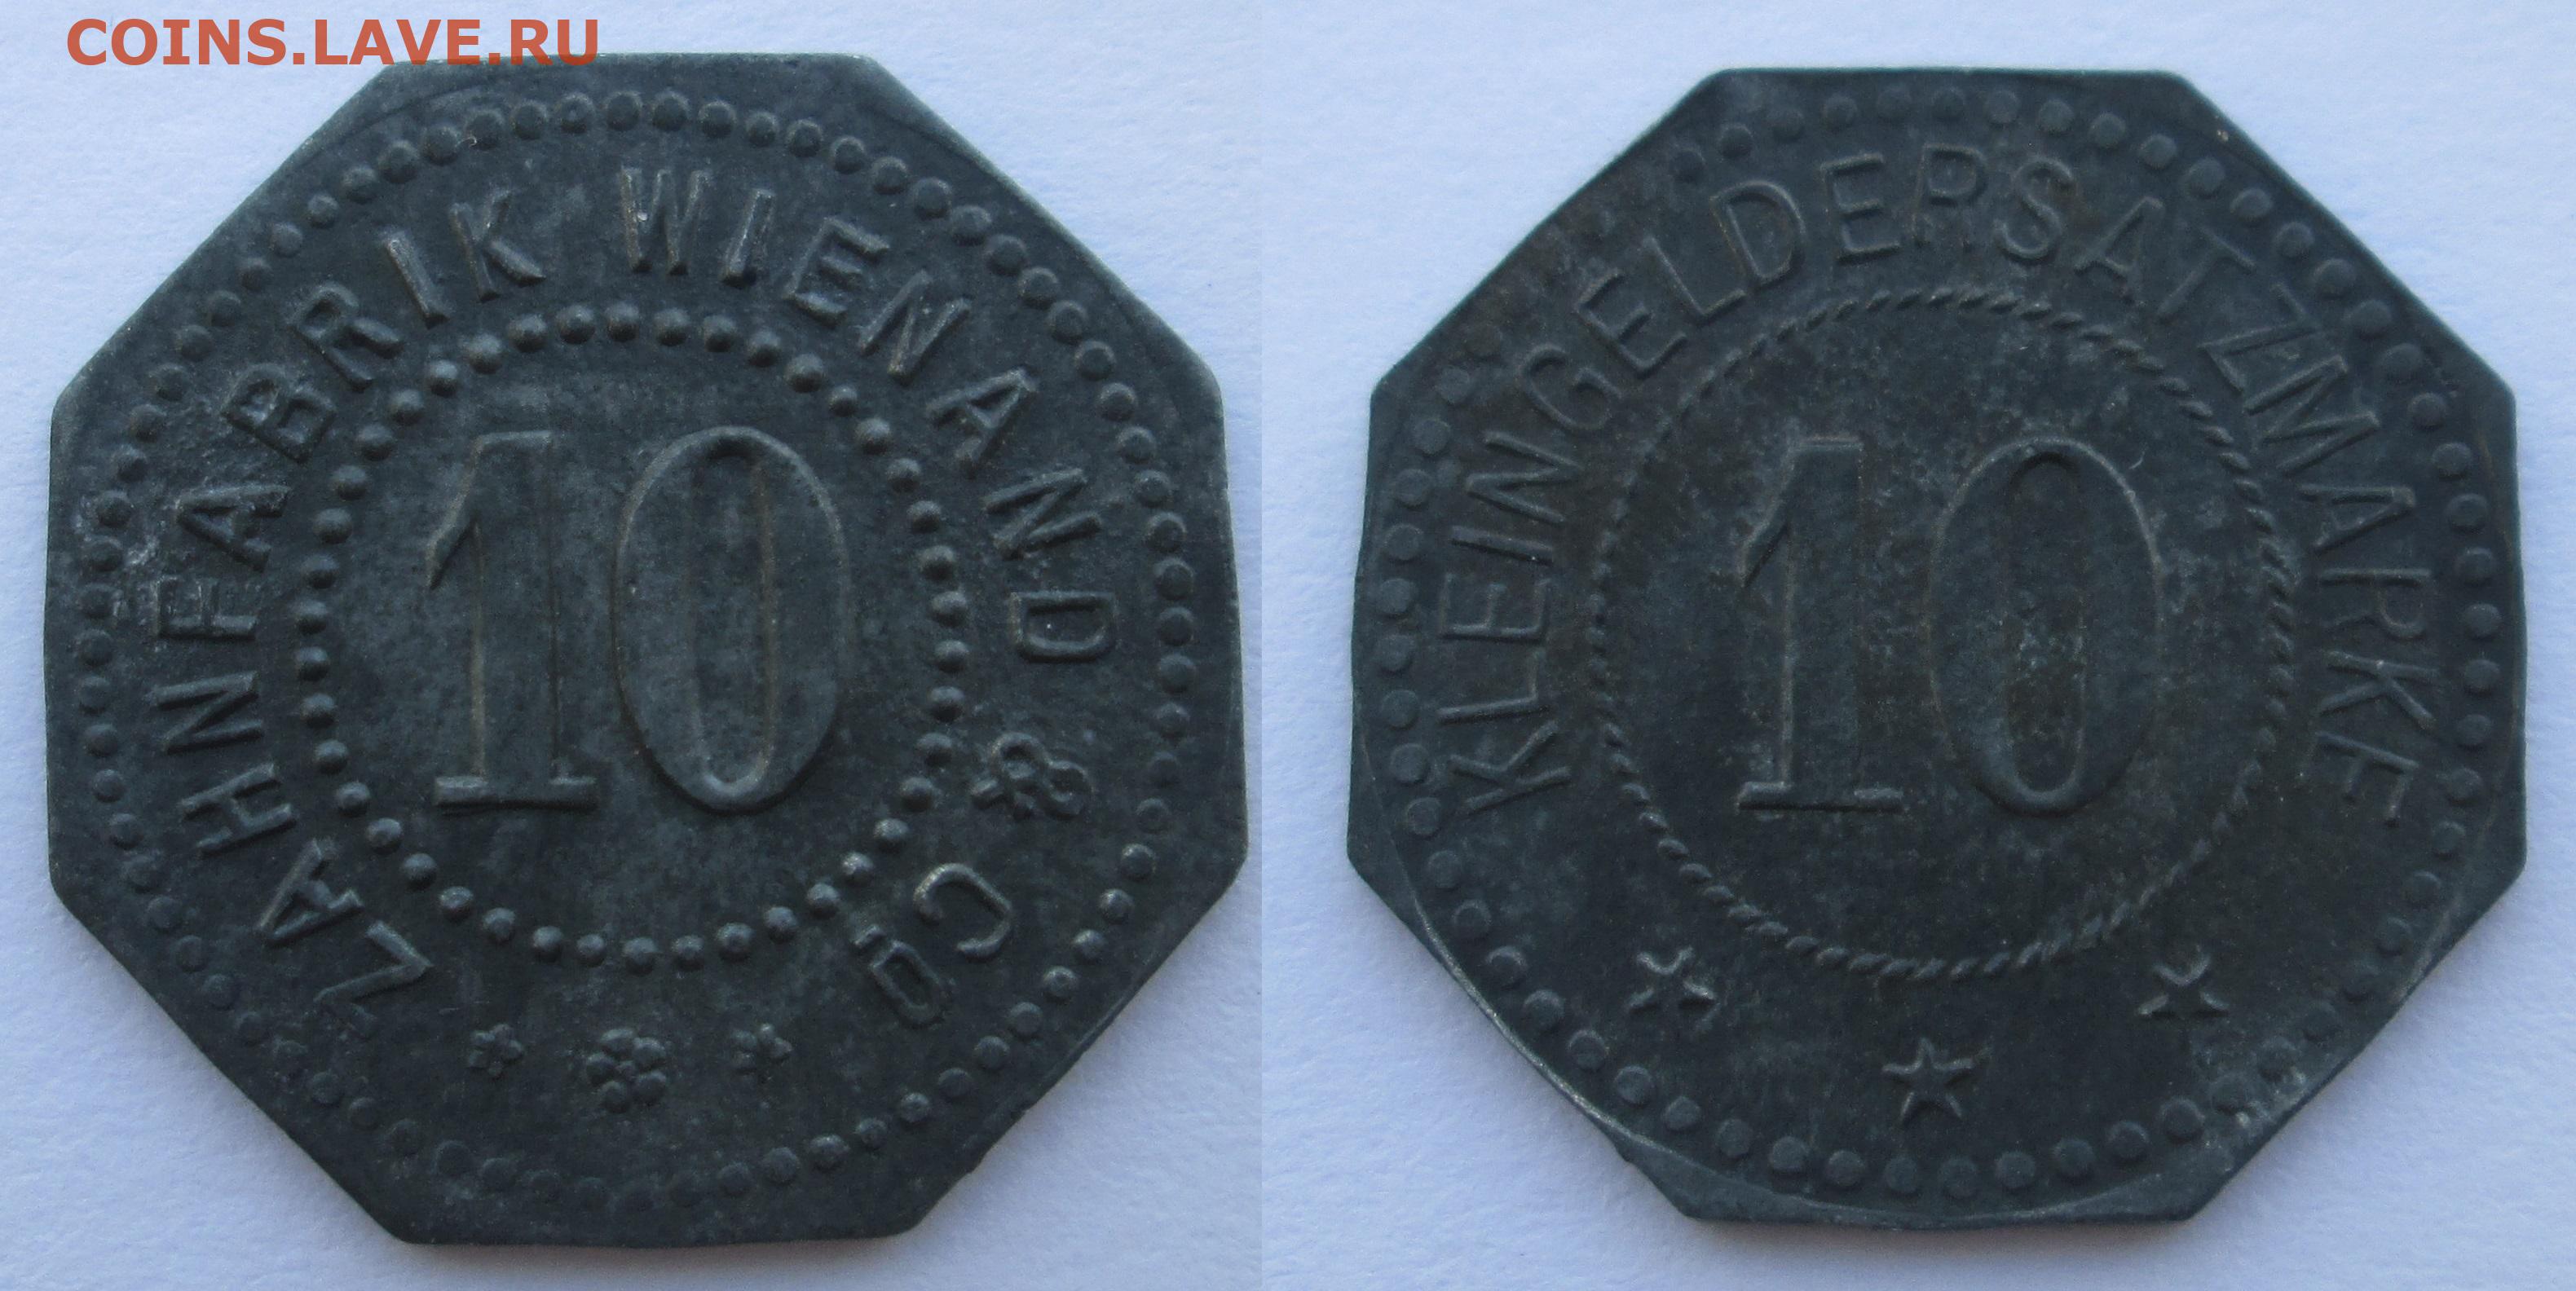 COINS.LAVE.RU
ZAHNFABRIK WIENAND & Cº
10
KLEINGELDERSATZMARKE
10